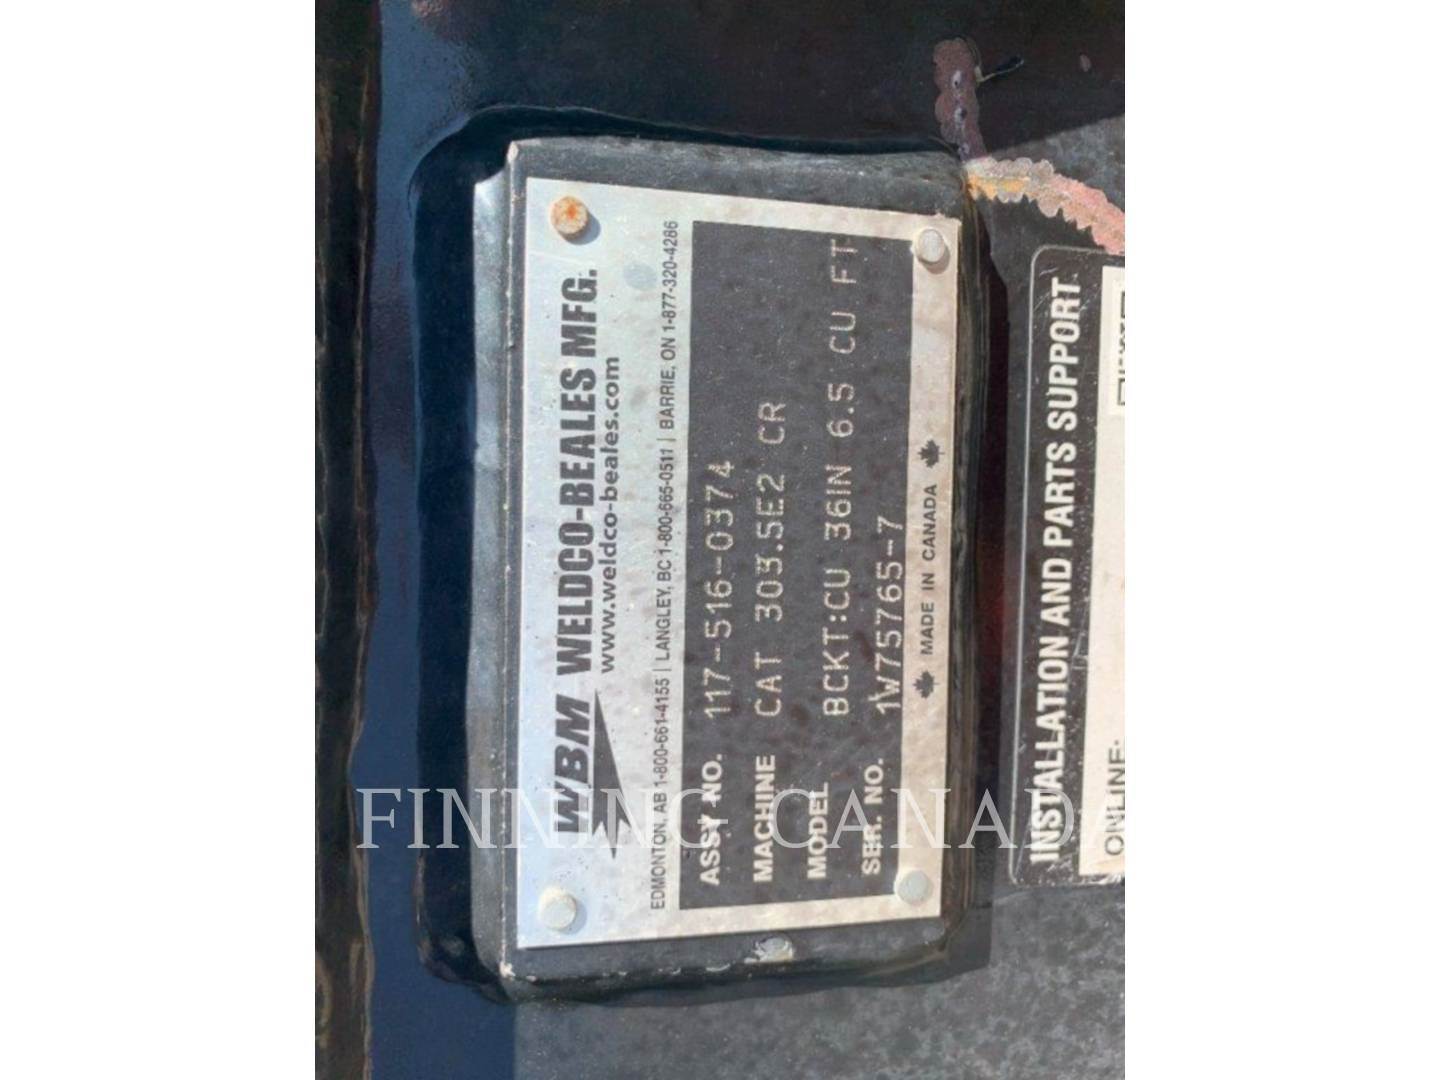 WBM WELDCO-BEALES MFG.
www.weldco-beales.com
EDMONTON, AB 1-800-661-4155 | LANGLEY, BC 1-800-665-0511 | BARRIE, ON 1-877-320-4286
ASSY NO. 117-516-0374
MACHINE CAT 303.5E2 CR
MODEL BCKT:CU 36IN 6.5 CU FT
SER. NO. 1W75765-7
MADE IN CANADA
INSTALLATION AND PARTS SUPPORT
ONLINE:
FINNING CANADA